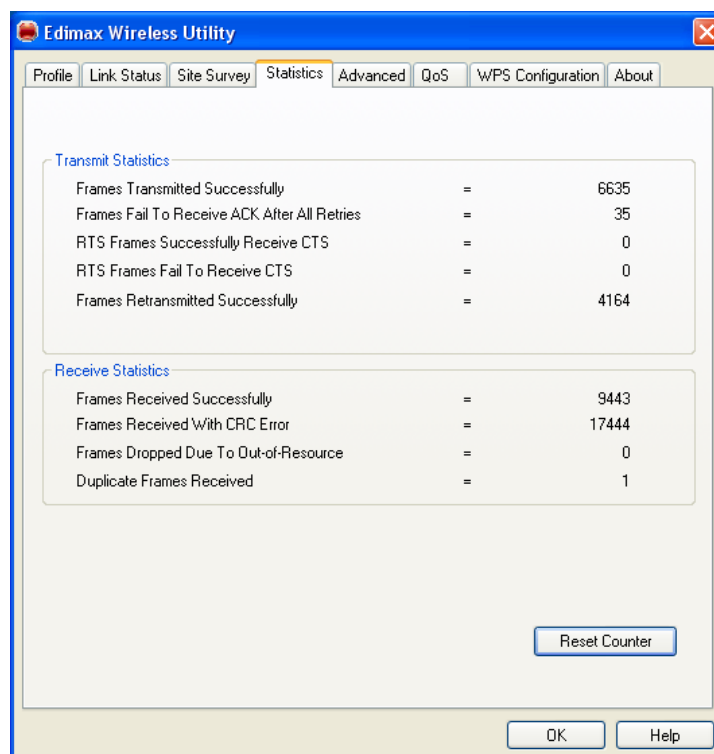 Edimax Wireless Utility
Profile Link Status Site Survey Statistics Advanced QoS WPS Configuration About
Transmit Statistics
Frames Transmitted Successfully = 6635
Frames Fail To Receive ACK After All Retries = 35
RTS Frames Successfully Receive CTS = 0
RTS Frames Fail To Receive CTS = 0
Frames Retransmitted Successfully = 4164
Receive Statistics
Frames Received Successfully = 9443
Frames Received With CRC Error = 17444
Frames Dropped Due To Out-of-Resource = 0
Duplicate Frames Received = 1
Reset Counter
OK Help